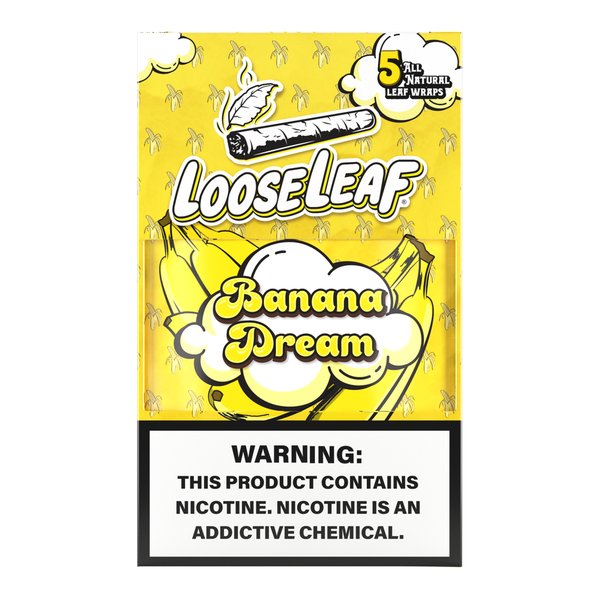 5 All
Natural
Leaf Wraps
LooseLeaf®
Banana
Dream
WARNING:
THIS PRODUCT CONTAINS
NICOTINE. NICOTINE IS AN
ADDICTIVE CHEMICAL.